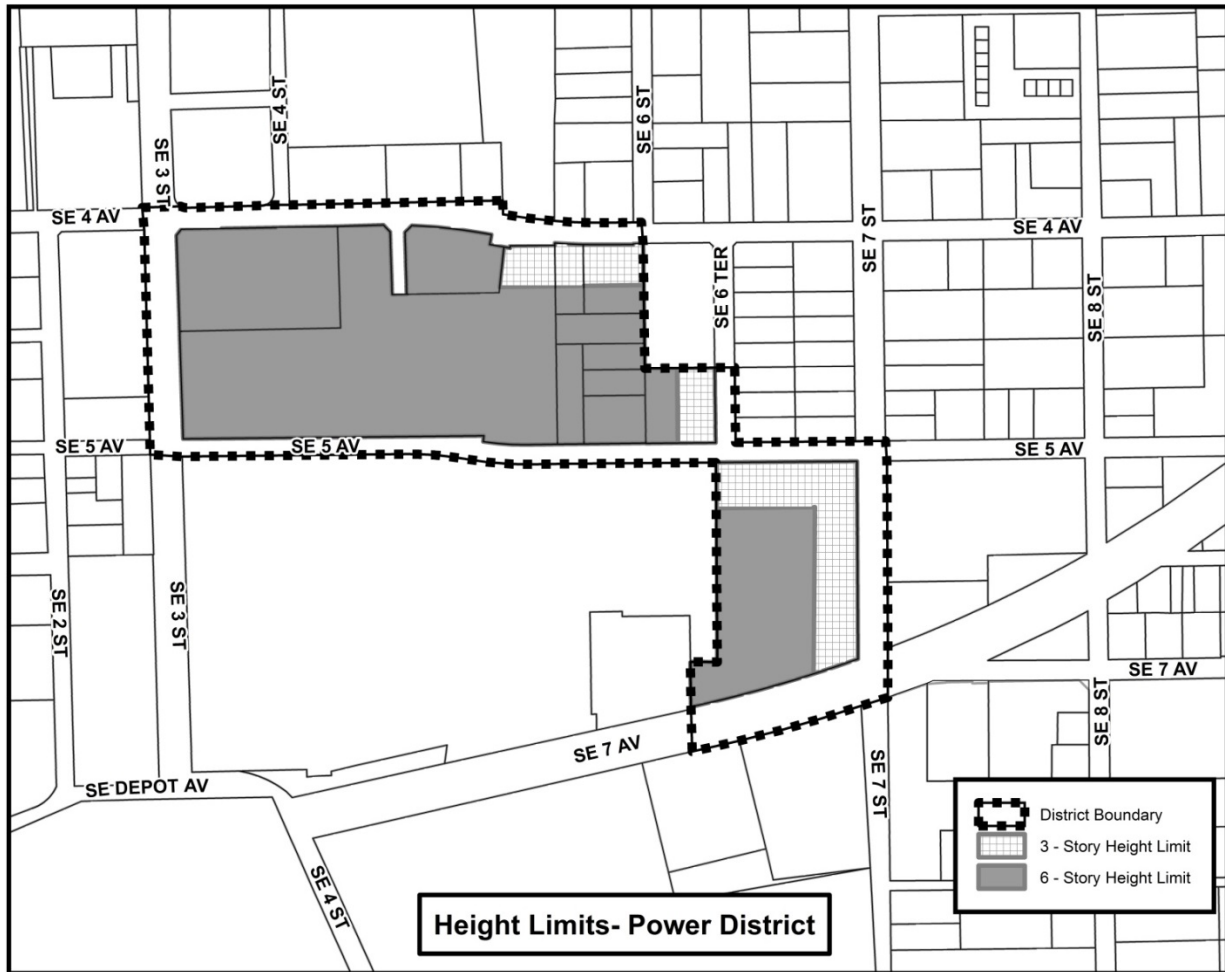 SE 3 ST
SE 4 ST
SE 6 ST
SE 4 AV
SE 6 TER
SE 7 ST
SE 4 AV
SE 8 ST
SE 5 AV
SE 5 AV
SE 5 AV
SE 2 ST
SE 3 ST
SE 7 AV
SE 7 AV
SE 8 ST
SE DEPOT AV
SE 7 ST
SE 4 ST
District Boundary
3 - Story Height Limit
6 - Story Height Limit
Height Limits- Power District